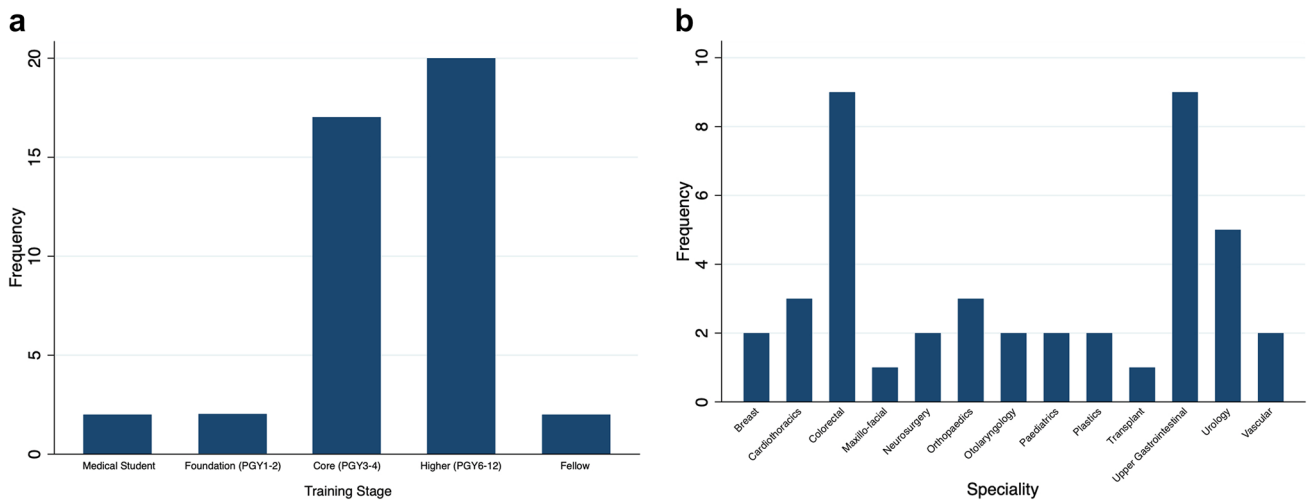 a
Frequency
20
15
10
5
0
Medical Student
Foundation (PGY1-2)
Core (PGY3-4)
Higher (PGY6-12)
Fellow
Training Stage
b
Frequency
10
8
6
4
2
0
Breast
Cardiothoracics
Colorectal
Maxillo-facial
Neurosurgery
Orthopaedics
Otolaryngology
Paediatrics
Plastics
Transplant
Upper Gastrointestinal
Urology
Vascular
Speciality